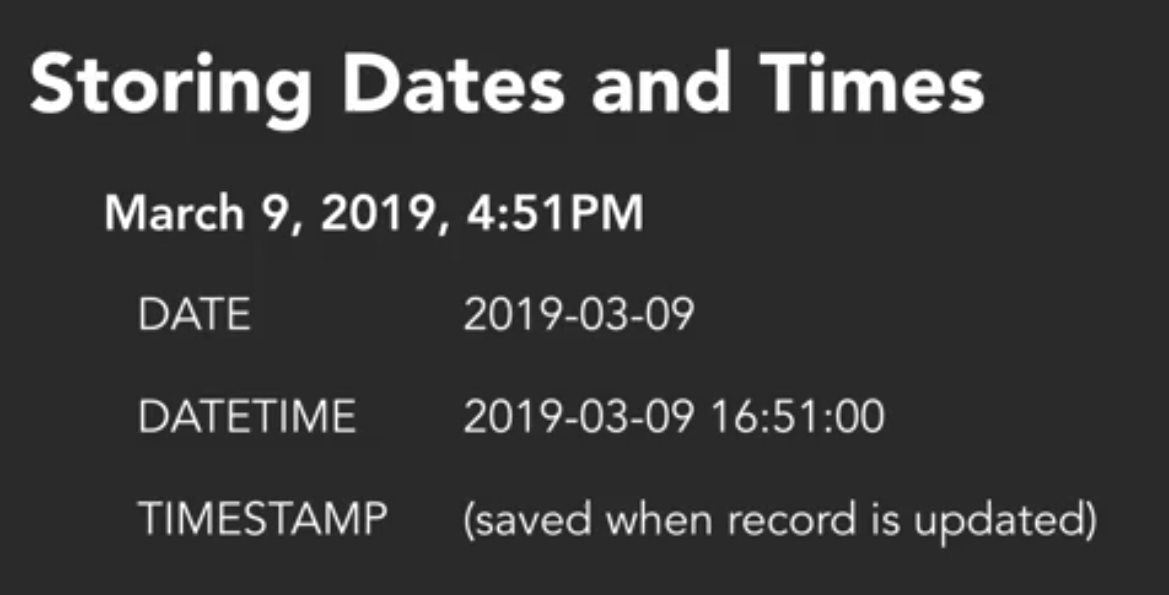 Storing Dates and Times
March 9, 2019, 4:51PM
DATE 2019-03-09
DATETIME 2019-03-09 16:51:00
TIMESTAMP (saved when record is updated)